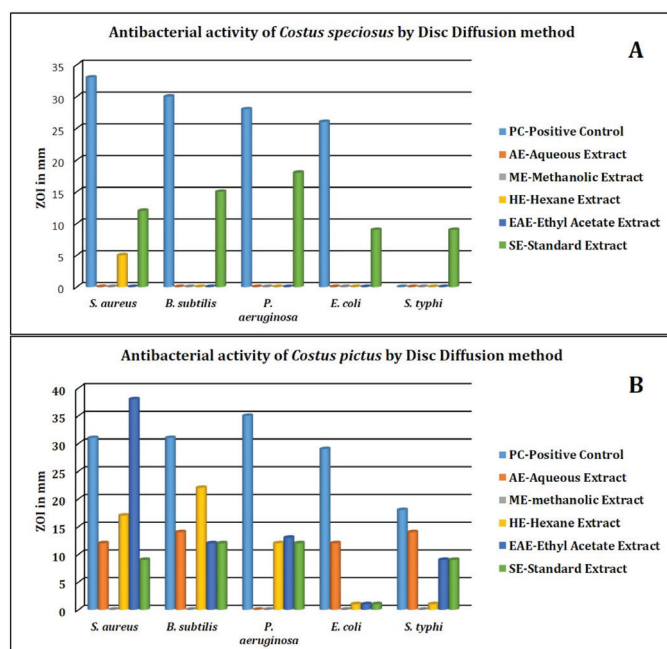 Antibacterial activity of Costus speciosus by Disc Diffusion method
A
ZOI in mm
35
30
25
20
15
10
5
0
S. aureus B. subtilis P. aeruginosa E. coli S. typhi
PC-Positive Control
AE-Aqueous Extract
ME-Methanolic Extract
HE-Hexane Extract
EAE-Ethyl Acetate Extract
SE-Standard Extract
Antibacterial activity of Costus pictus by Disc Diffusion method
B
ZOI in mm
40
35
30
25
20
15
10
5
0
S. aureus B. subtilis P. aeruginosa E. coli S. typhi
PC-Positive Control
AE-Aqueous Extract
ME-methanolic Extract
HE-Hexane Extract
EAE-Ethyl Acetate Extract
SE-Standard Extract